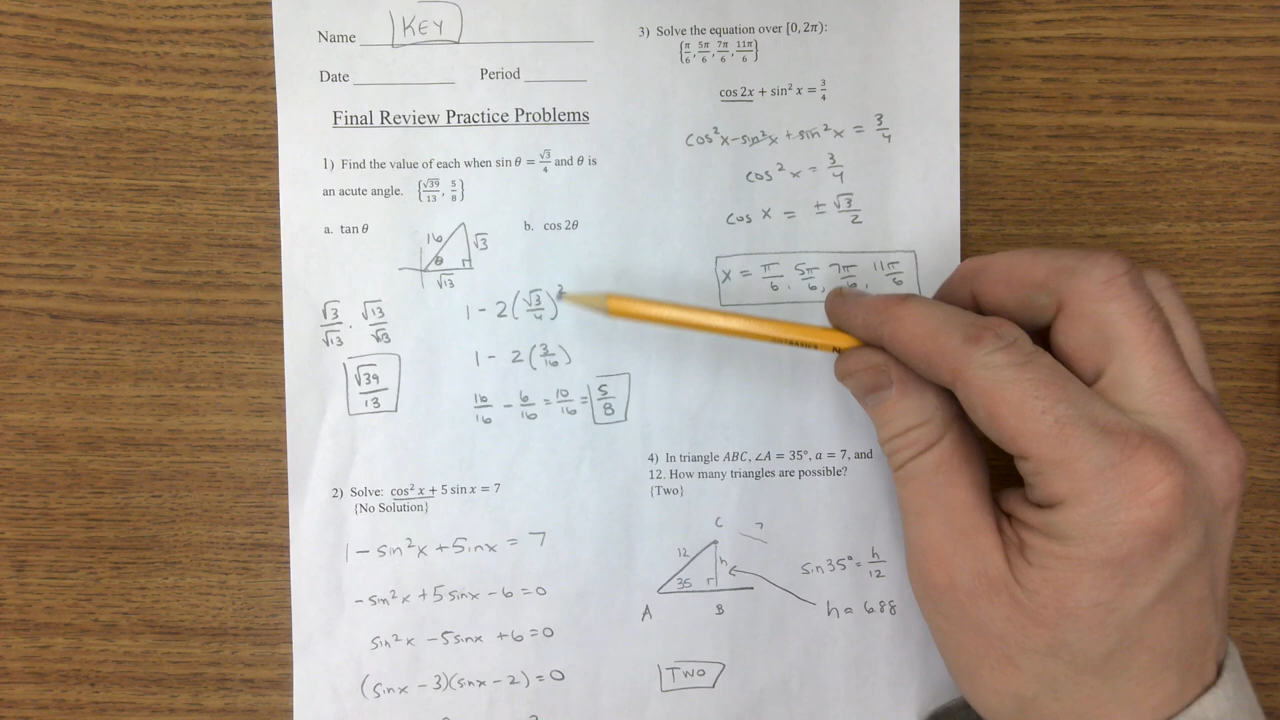 Name KEY
Date Period
Final Review Practice Problems
1) Find the value of each when sin θ = √3/4 and θ is
an acute angle. {√39/13, 5/8}
a. tan θ
b. cos 2θ
16 √3
θ
√13
√3/√13 · √13/√13
√39/13
1 - 2(√3/4)²
1 - 2(3/16)
16/16 - 6/16 = 10/16 = 5/8
2) Solve: cos² x + 5 sin x = 7
{No Solution}
1 - sin²x + 5sinx = 7
-sin²x + 5sinx - 6 = 0
sin²x - 5sinx + 6 = 0
(sinx - 3)(sinx - 2) = 0
3) Solve the equation over [0, 2π):
{π/6, 5π/6, 7π/6, 11π/6}
cos 2x + sin² x = 3/4
cos²x - sin²x + sin²x = 3/4
cos²x = 3/4
cos x = ± √3/2
x = π/6, 5π/6, 7π/6, 11π/6
4) In triangle ABC, ∠A = 35°, a = 7, and
12. How many triangles are possible?
{Two}
C 7
12 h
35
A B
sin35° = h/12
h = 6.88
TWO